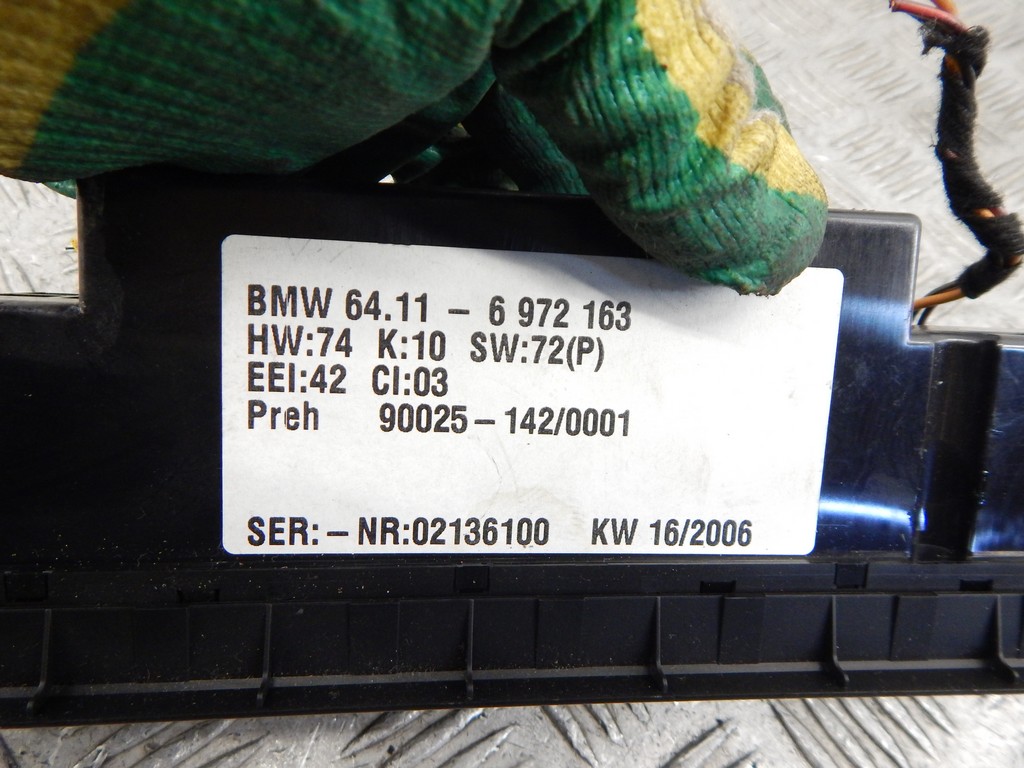 BMW 64.11 – 6 972 163
HW:74 K:10 SW:72(P)
EEI:42 CI:03
Preh 90025–142/0001
SER:–NR:02136100 KW 16/2006